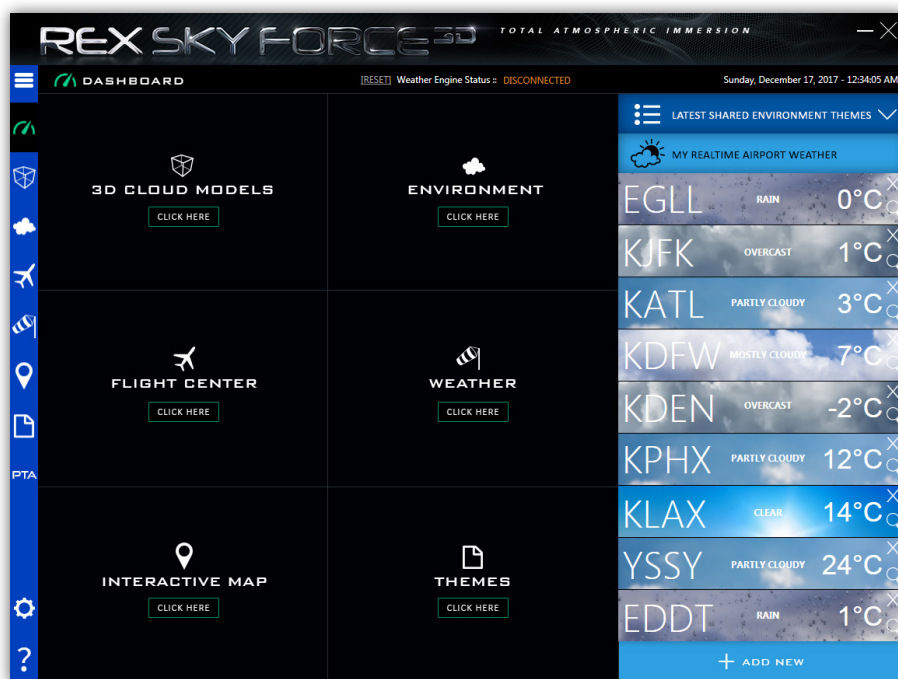 REX SKY FORCE 3D
TOTAL ATMOSPHERIC IMMERSION
DASHBOARD
[RESET] Weather Engine Status :: DISCONNECTED
Sunday, December 17, 2017 - 12:34:05 AM
3D CLOUD MODELS
CLICK HERE
ENVIRONMENT
CLICK HERE
FLIGHT CENTER
CLICK HERE
WEATHER
CLICK HERE
INTERACTIVE MAP
CLICK HERE
THEMES
CLICK HERE
PTA
?
LATEST SHARED ENVIRONMENT THEMES
MY REALTIME AIRPORT WEATHER
EGLL RAIN 0°C
KJFK OVERCAST 1°C
KATL PARTLY CLOUDY 3°C
KDFW MOSTLY CLOUDY 7°C
KDEN OVERCAST -2°C
KPHX PARTLY CLOUDY 12°C
KLAX CLEAR 14°C
YSSY PARTLY CLOUDY 24°C
EDDT RAIN 1°C
+ ADD NEW